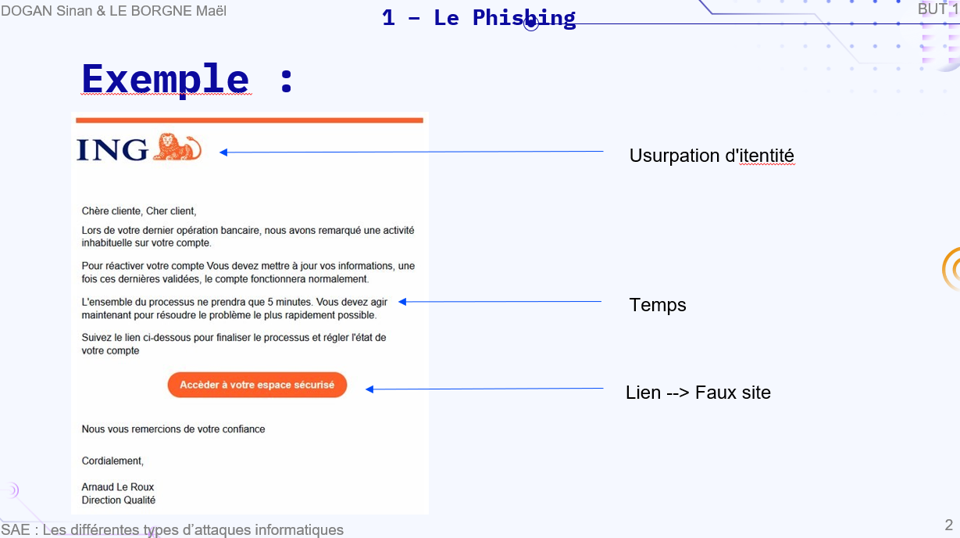 DOGAN Sinan & LE BORGNE Maël
1 – Le Phishing
BUT 1
Exemple :
ING
Usurpation d'itentité
Chère cliente, Cher client,
Lors de votre dernier opération bancaire, nous avons remarqué une activité
inhabituelle sur votre compte.
Pour réactiver votre compte Vous devez mettre à jour vos informations, une
fois ces dernières validées, le compte fonctionnera normalement.
L'ensemble du processus ne prendra que 5 minutes. Vous devez agir
maintenant pour résoudre le problème le plus rapidement possible.
Temps
Suivez le lien ci-dessous pour finaliser le processus et régler l'état de
votre compte
Accèder à votre espace sécurisé
Lien --> Faux site
Nous vous remercions de votre confiance
Cordialement,
Arnaud Le Roux
Direction Qualité
SAE : Les différentes types d'attaques informatiques
2